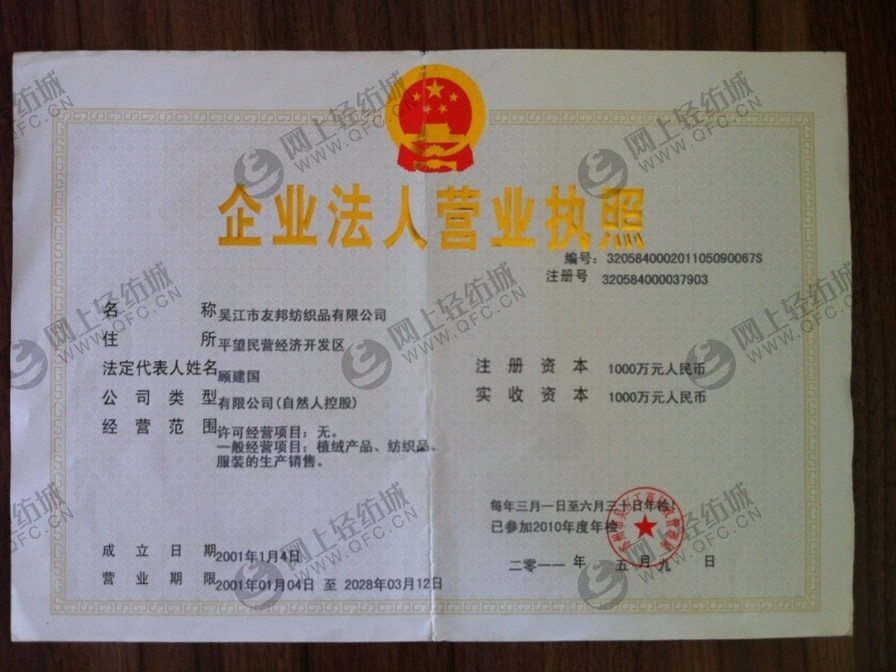 企业法人营业执照
编号：320584000201105090067S
注册号 320584000037903
名称 吴江市友邦纺织品有限公司
住所 平望民营经济开发区
法定代表人姓名 顾建国
注册资本 1000万元人民币
公司类型 有限公司(自然人控股)
实收资本 1000万元人民币
经营范围 许可经营项目：无。
一般经营项目：植绒产品、纺织品、
服装的生产销售。
每年三月一日至六月三十日年检
已参加2010年度年检
成立日期 2001年1月4日
二零一一年五月九日
营业期限 2001年01月04日 至 2028年03月12日
网上轻纺城
WWW.QFC.CN